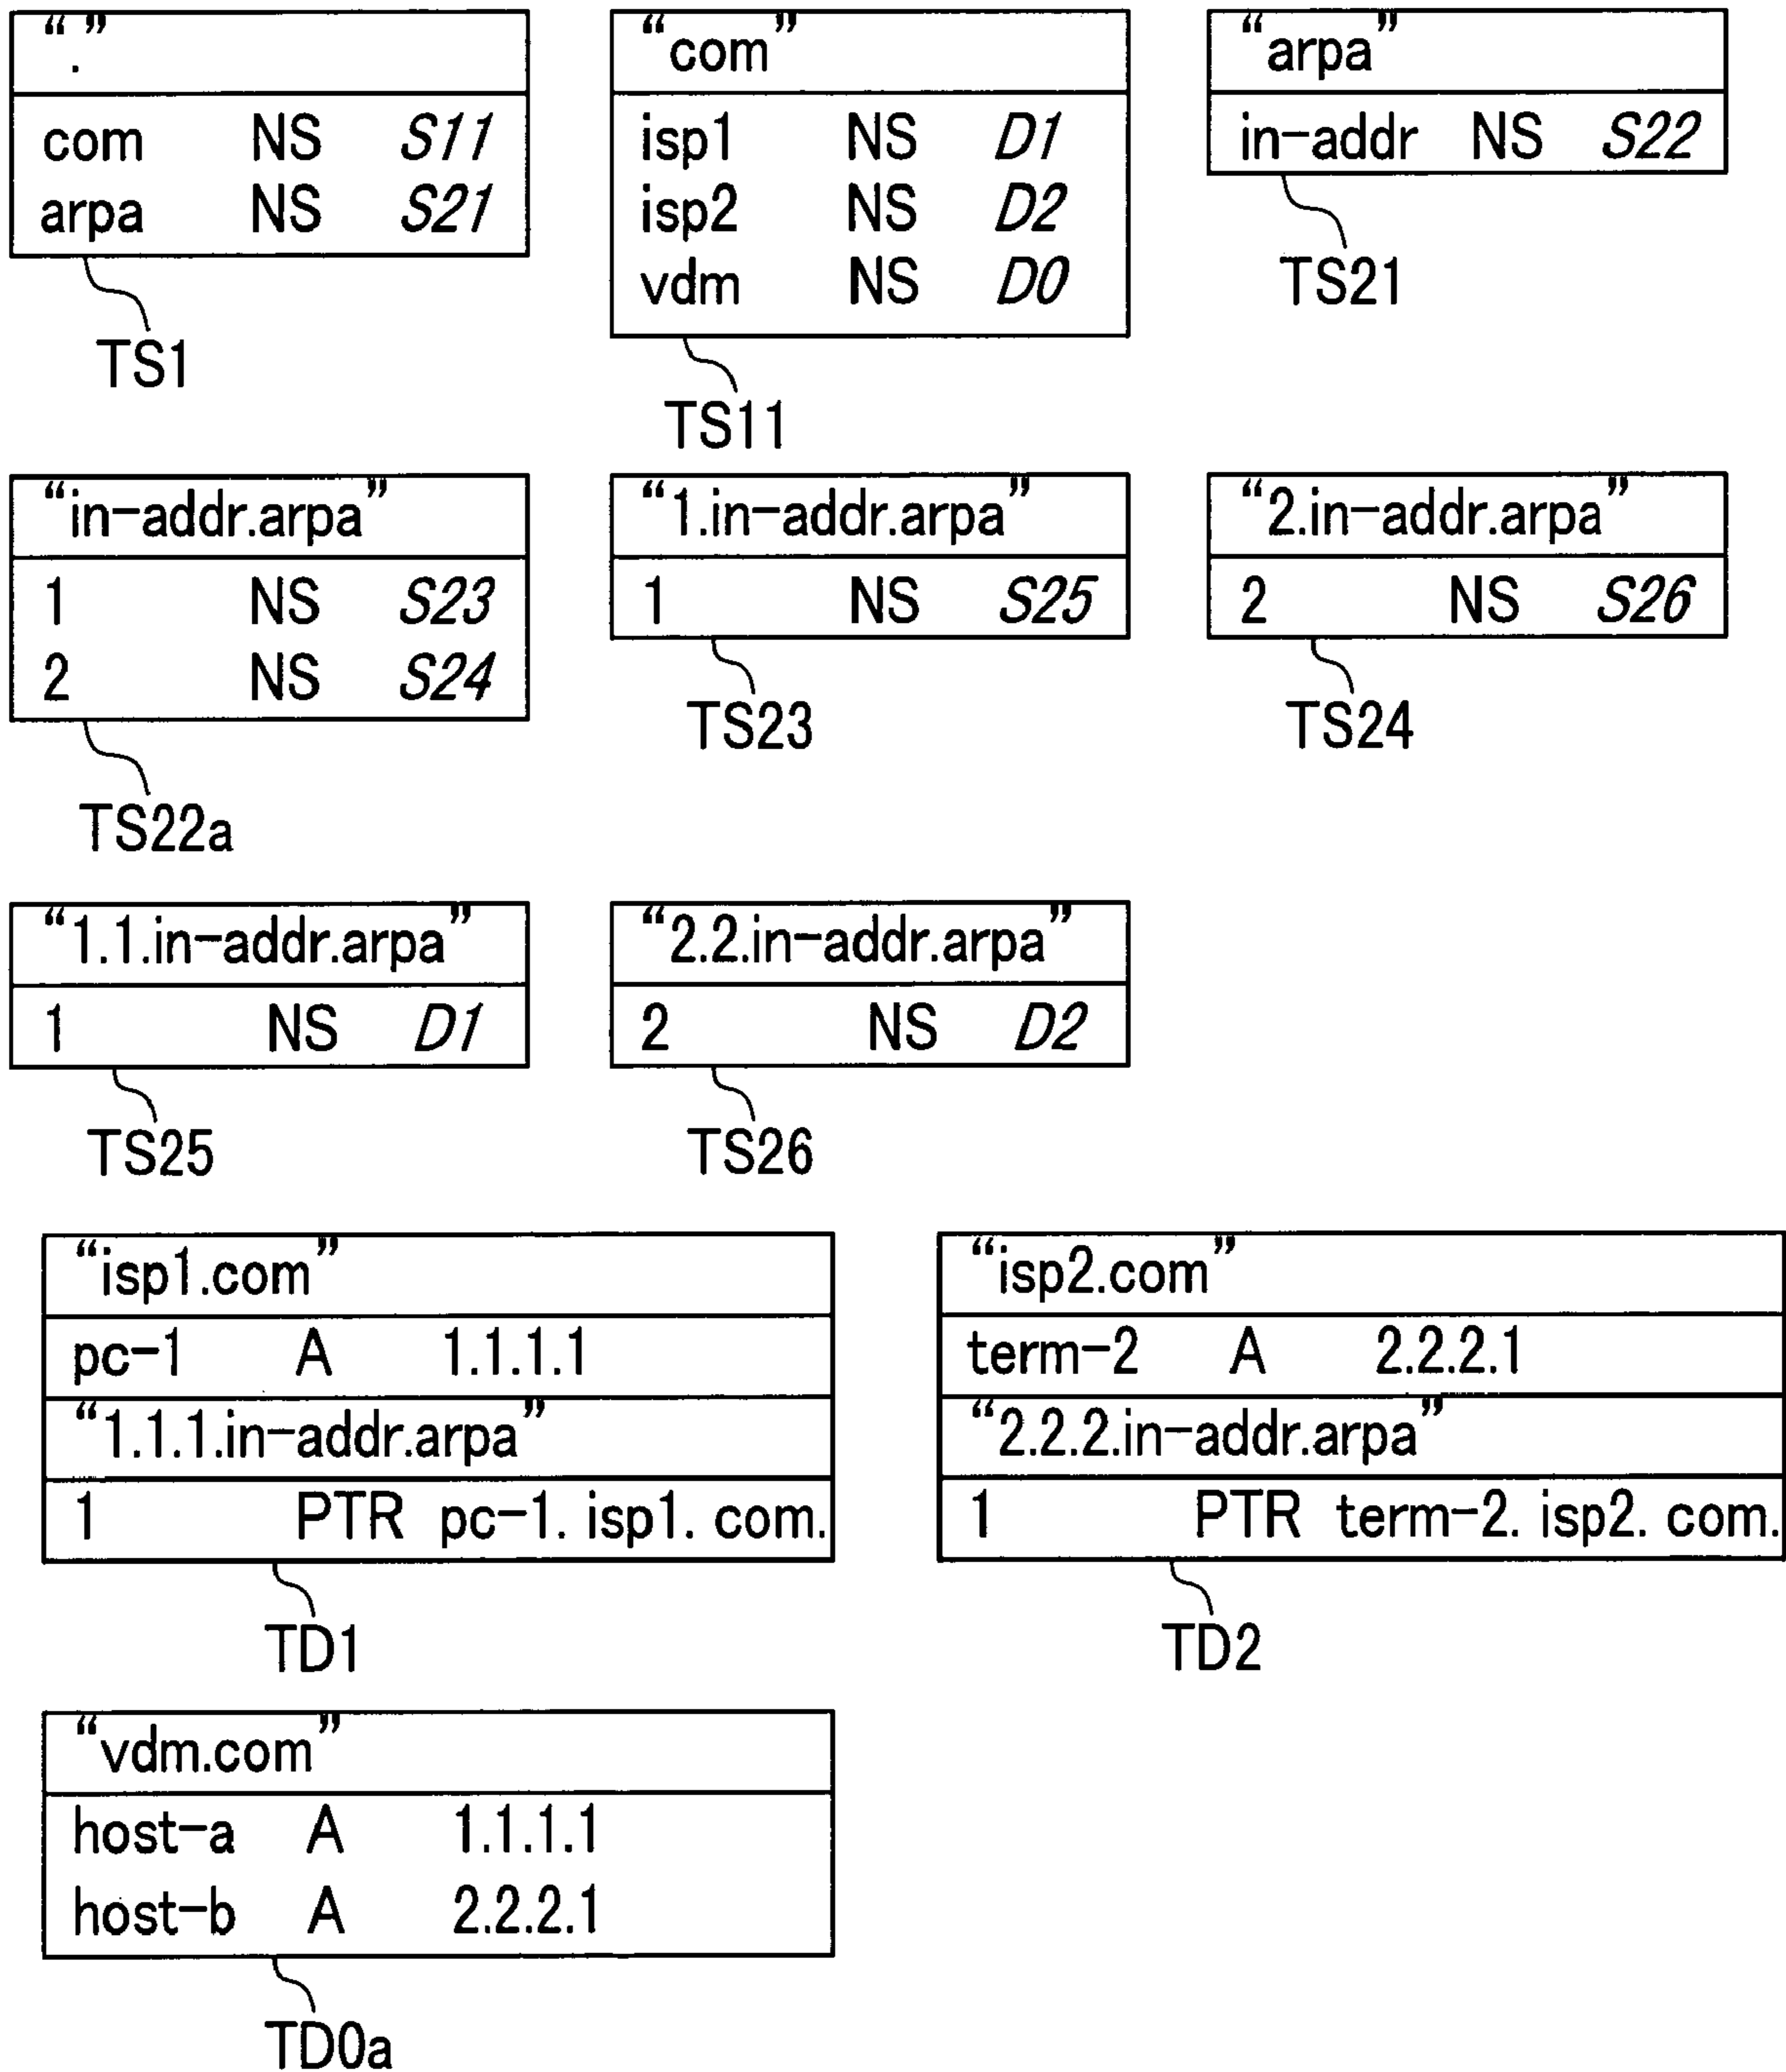 “.”
com NS S11
arpa NS S21
TS1
“com”
isp1 NS D1
isp2 NS D2
vdm NS D0
TS11
“arpa”
in-addr NS S22
TS21
“in-addr.arpa”
1 NS S23
2 NS S24
TS22a
“1.in-addr.arpa”
1 NS S25
TS23
“2.in-addr.arpa”
2 NS S26
TS24
“1.1.in-addr.arpa”
1 NS D1
TS25
“2.2.in-addr.arpa”
2 NS D2
TS26
“isp1.com”
pc-1 A 1.1.1.1
“1.1.1.in-addr.arpa”
1 PTR pc-1. isp1. com.
TD1
“isp2.com”
term-2 A 2.2.2.1
“2.2.2.in-addr.arpa”
1 PTR term-2. isp2. com.
TD2
“vdm.com”
host-a A 1.1.1.1
host-b A 2.2.2.1
TD0a